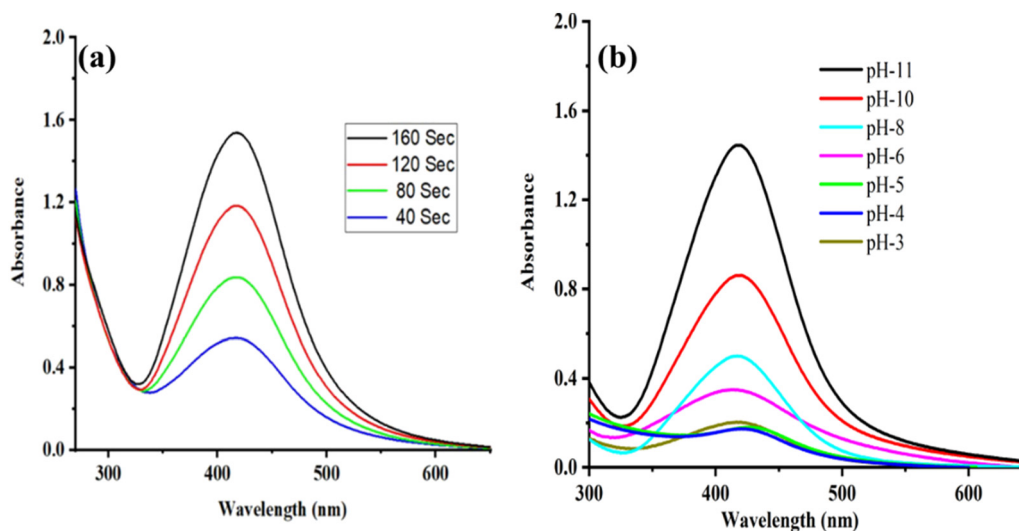 (a)
Absorbance
2.0
1.6
1.2
0.8
0.4
0.0
160 Sec
120 Sec
80 Sec
40 Sec
300
400
500
600
Wavelength (nm)
(b)
Absorbance
2.0
1.6
1.2
0.8
0.4
0.0
pH-11
pH-10
pH-8
pH-6
pH-5
pH-4
pH-3
300
400
500
600
Wavelength (nm)